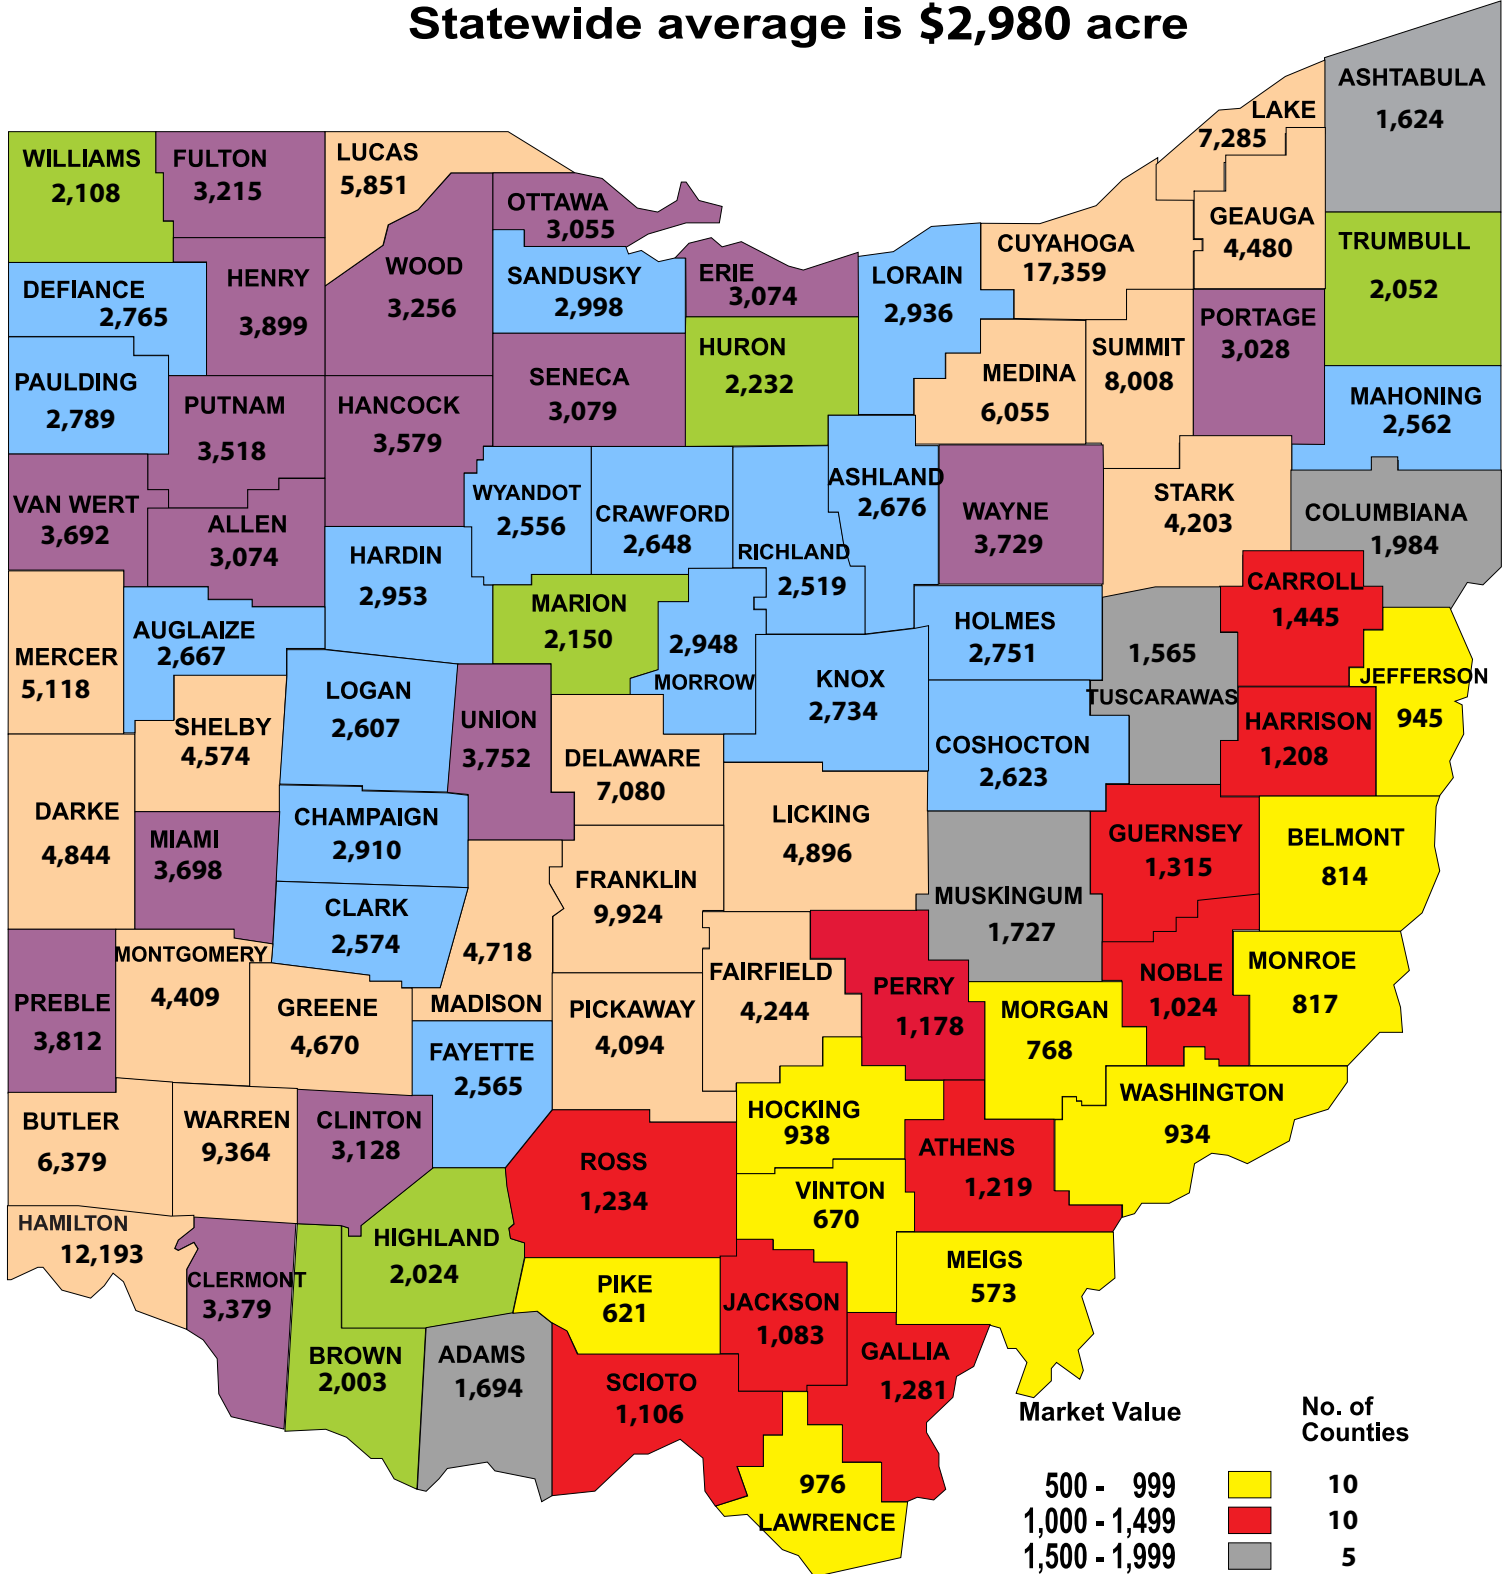 Statewide average is $2,980 acre
ASHTABULA
1,624
LAKE
7,285
WILLIAMS
2,108
FULTON
3,215
LUCAS
5,851
OTTAWA
3,055
GEAUGA
4,480
TRUMBULL
2,052
CUYAHOGA
17,359
DEFIANCE
2,765
HENRY
3,899
WOOD
3,256
SANDUSKY
2,998
ERIE
3,074
LORAIN
2,936
PORTAGE
3,028
SUMMIT
8,008
MEDINA
6,055
HURON
2,232
PAULDING
2,789
PUTNAM
3,518
HANCOCK
3,579
SENECA
3,079
MAHONING
2,562
VAN WERT
3,692
ALLEN
3,074
WYANDOT
2,556
CRAWFORD
2,648
RICHLAND
2,519
ASHLAND
2,676
WAYNE
3,729
STARK
4,203
COLUMBIANA
1,984
HARDIN
2,953
MARION
2,150
CARROLL
1,445
MERCER
5,118
AUGLAIZE
2,667
2,948
MORROW
HOLMES
2,751
1,565
TUSCARAWAS
JEFFERSON
945
LOGAN
2,607
UNION
3,752
KNOX
2,734
HARRISON
1,208
SHELBY
4,574
DELAWARE
7,080
COSHOCTON
2,623
DARKE
4,844
MIAMI
3,698
CHAMPAIGN
2,910
LICKING
4,896
GUERNSEY
1,315
BELMONT
814
CLARK
2,574
FRANKLIN
9,924
MUSKINGUM
1,727
MONTGOMERY
4,409
4,718
MADISON
FAIRFIELD
4,244
PERRY
1,178
NOBLE
1,024
MONROE
817
PREBLE
3,812
GREENE
4,670
PICKAWAY
4,094
MORGAN
768
FAYETTE
2,565
BUTLER
6,379
WARREN
9,364
CLINTON
3,128
HOCKING
938
WASHINGTON
934
ROSS
1,234
ATHENS
1,219
VINTON
670
HAMILTON
12,193
HIGHLAND
2,024
CLERMONT
3,379
PIKE
621
JACKSON
1,083
MEIGS
573
BROWN
2,003
ADAMS
1,694
SCIOTO
1,106
GALLIA
1,281
976
LAWRENCE
Market Value No. of
Counties
500 - 999 10
1,000 - 1,499 10
1,500 - 1,999 5